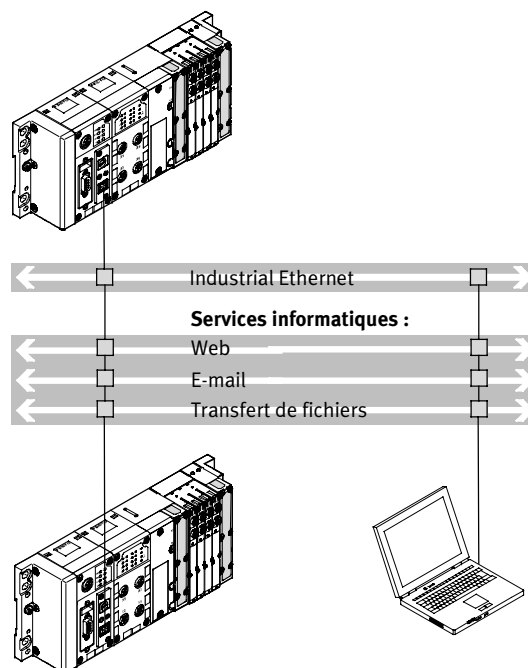 Industrial Ethernet
Services informatiques :
Web
E-mail
Transfert de fichiers